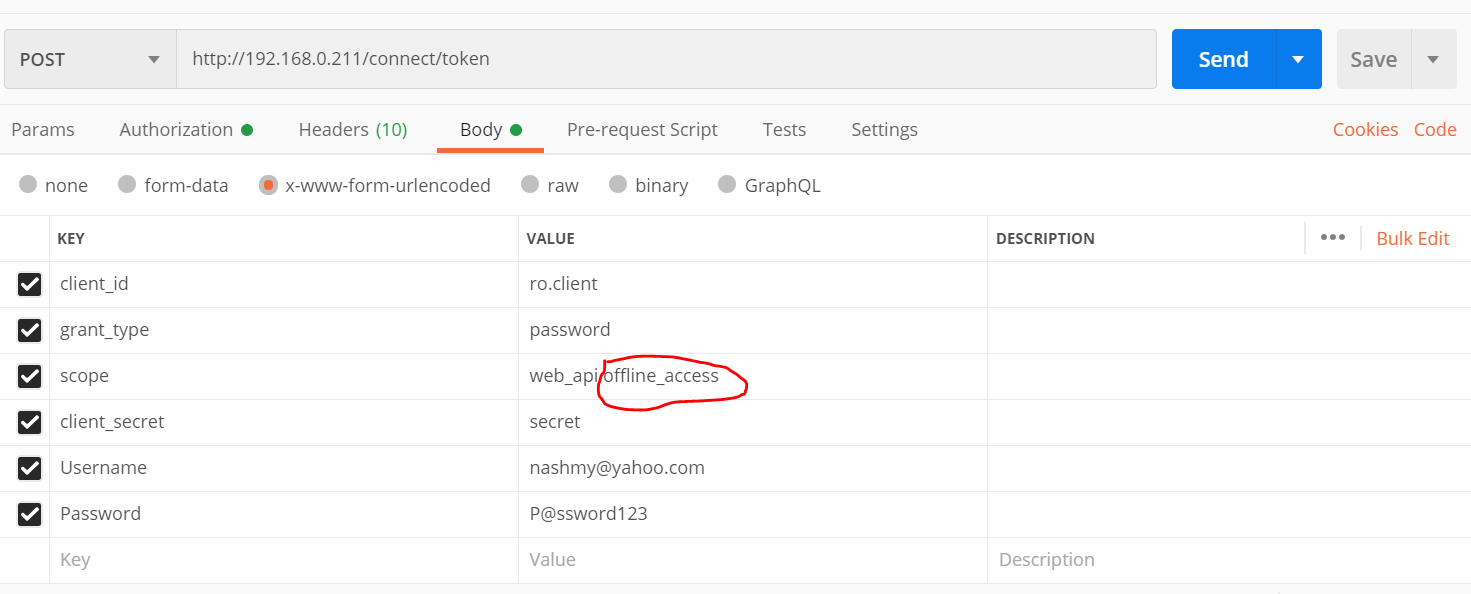 POST http://192.168.0.211/connect/token Send Save
Params Authorization Headers (10) Body Pre-request Script Tests Settings Cookies Code
none form-data x-www-form-urlencoded raw binary GraphQL
KEY VALUE DESCRIPTION ••• Bulk Edit
client_id ro.client
grant_type password
scope web_api offline_access
client_secret secret
Username nashmy@yahoo.com
Password P@ssword123
Key Value Description